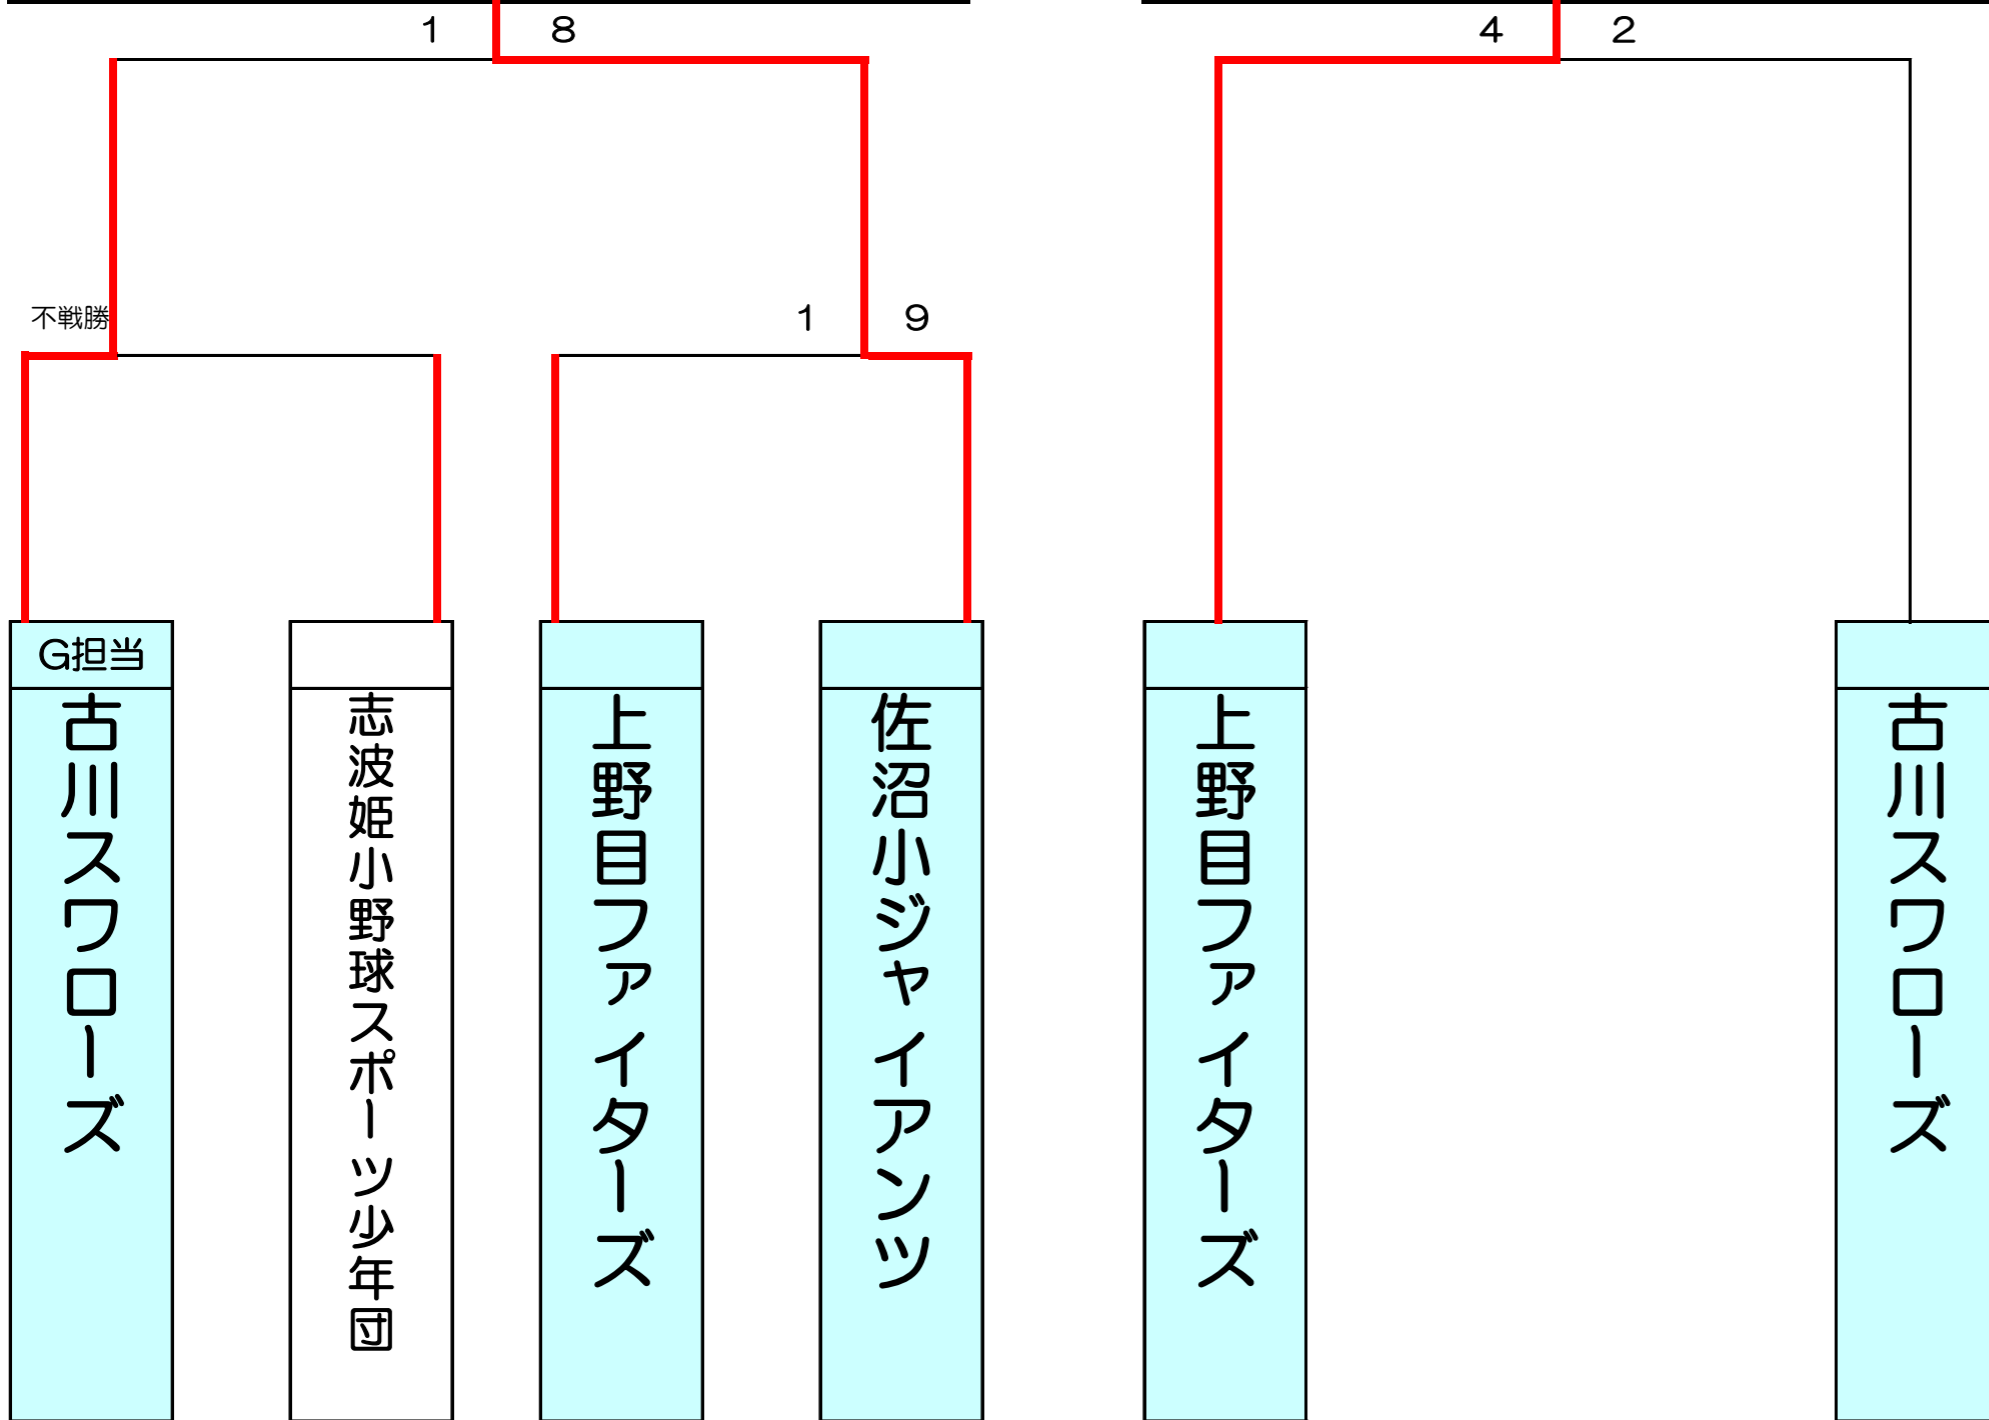 1 8
4 2
不戦勝
1 9
G担当
古川スワローズ
志波姫小野球スポーツ少年団
上野目ファイターズ
佐沼小ジャイアンツ
上野目ファイターズ
古川スワローズ